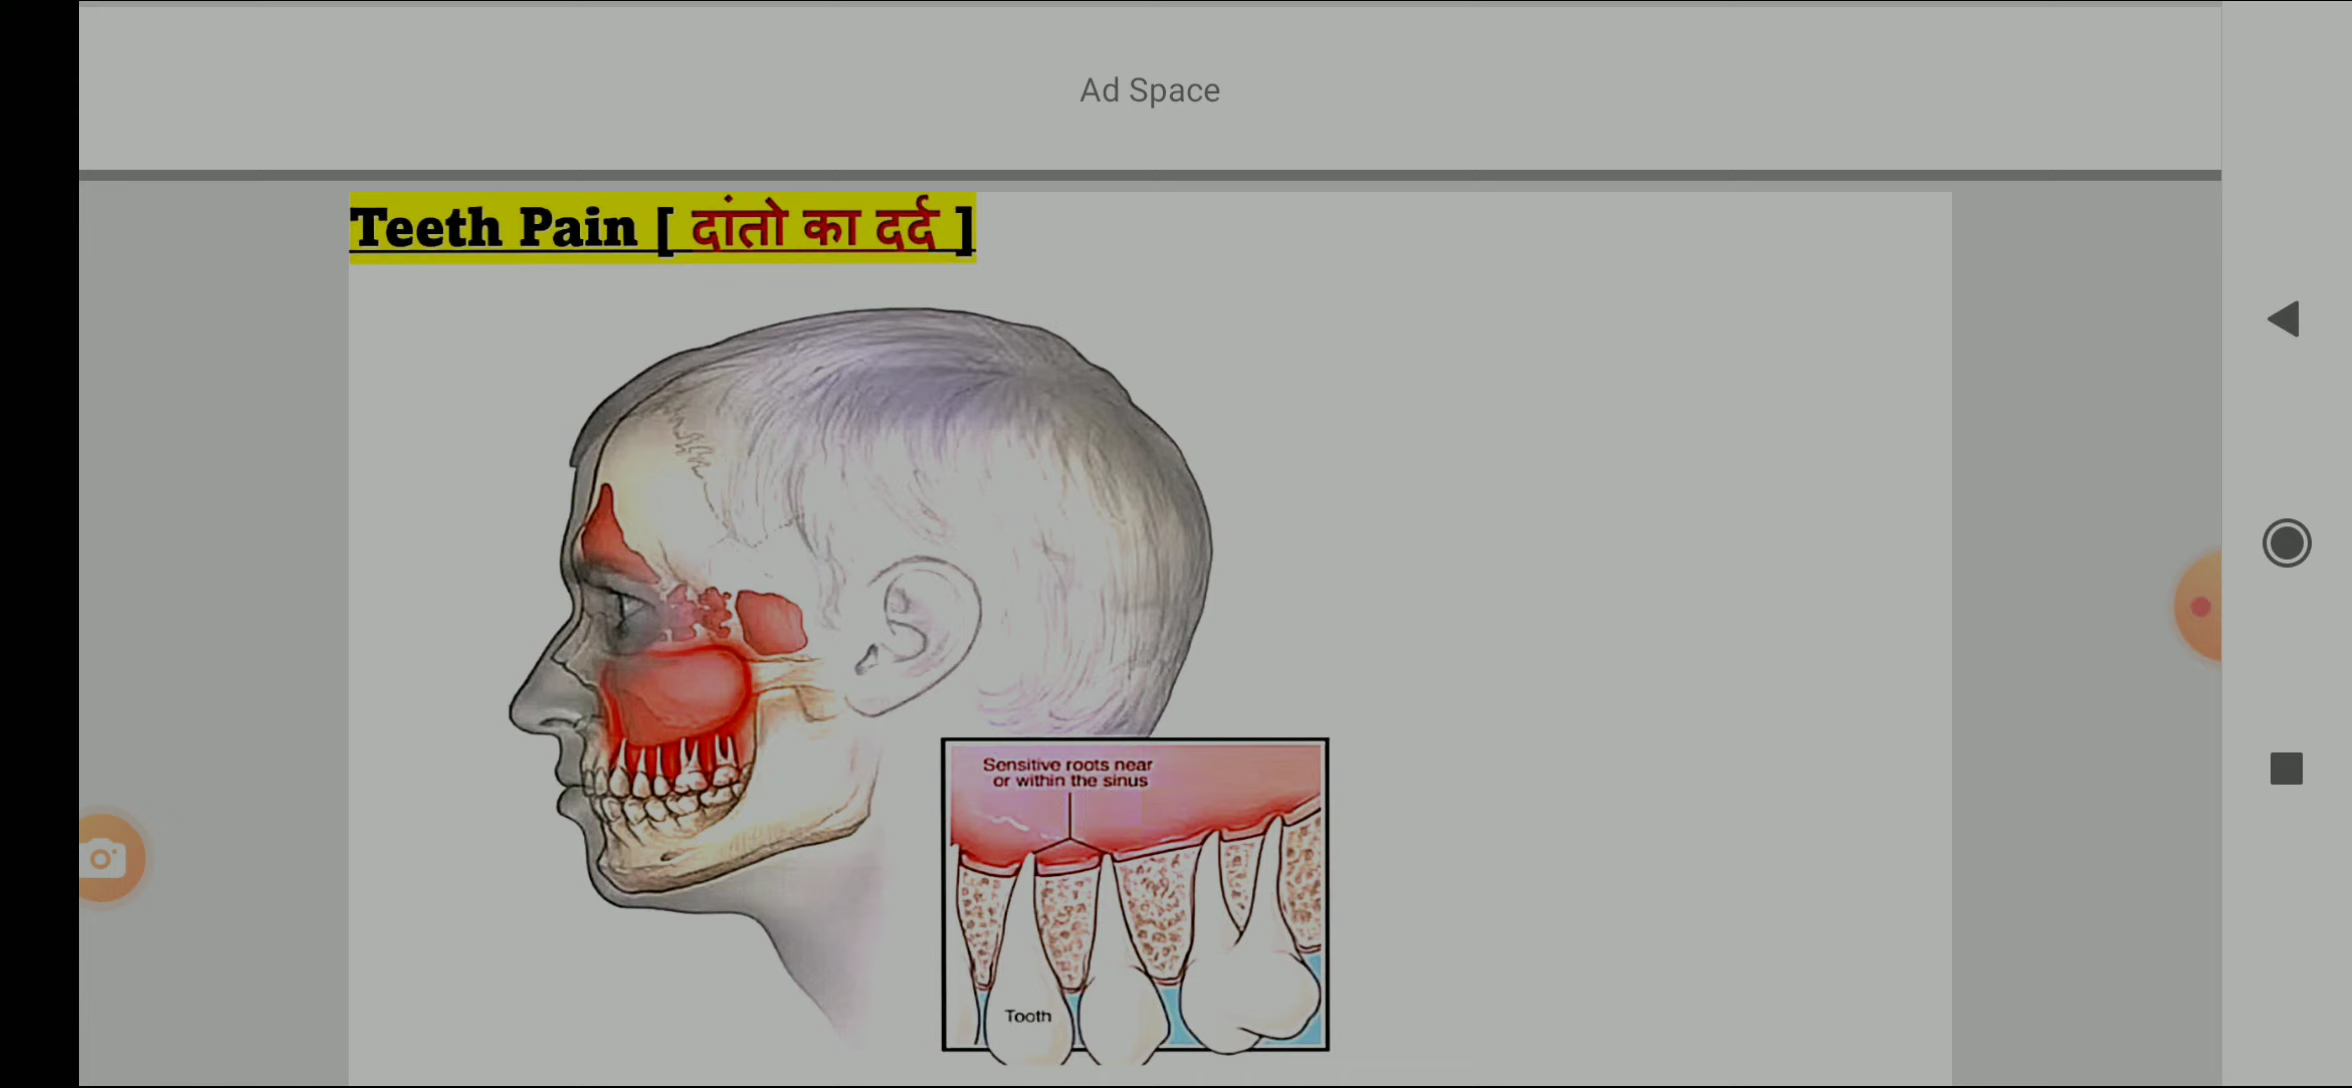 Ad Space
Teeth Pain [ दांतो का दर्द ]
Sensitive roots near
or within the sinus
Tooth